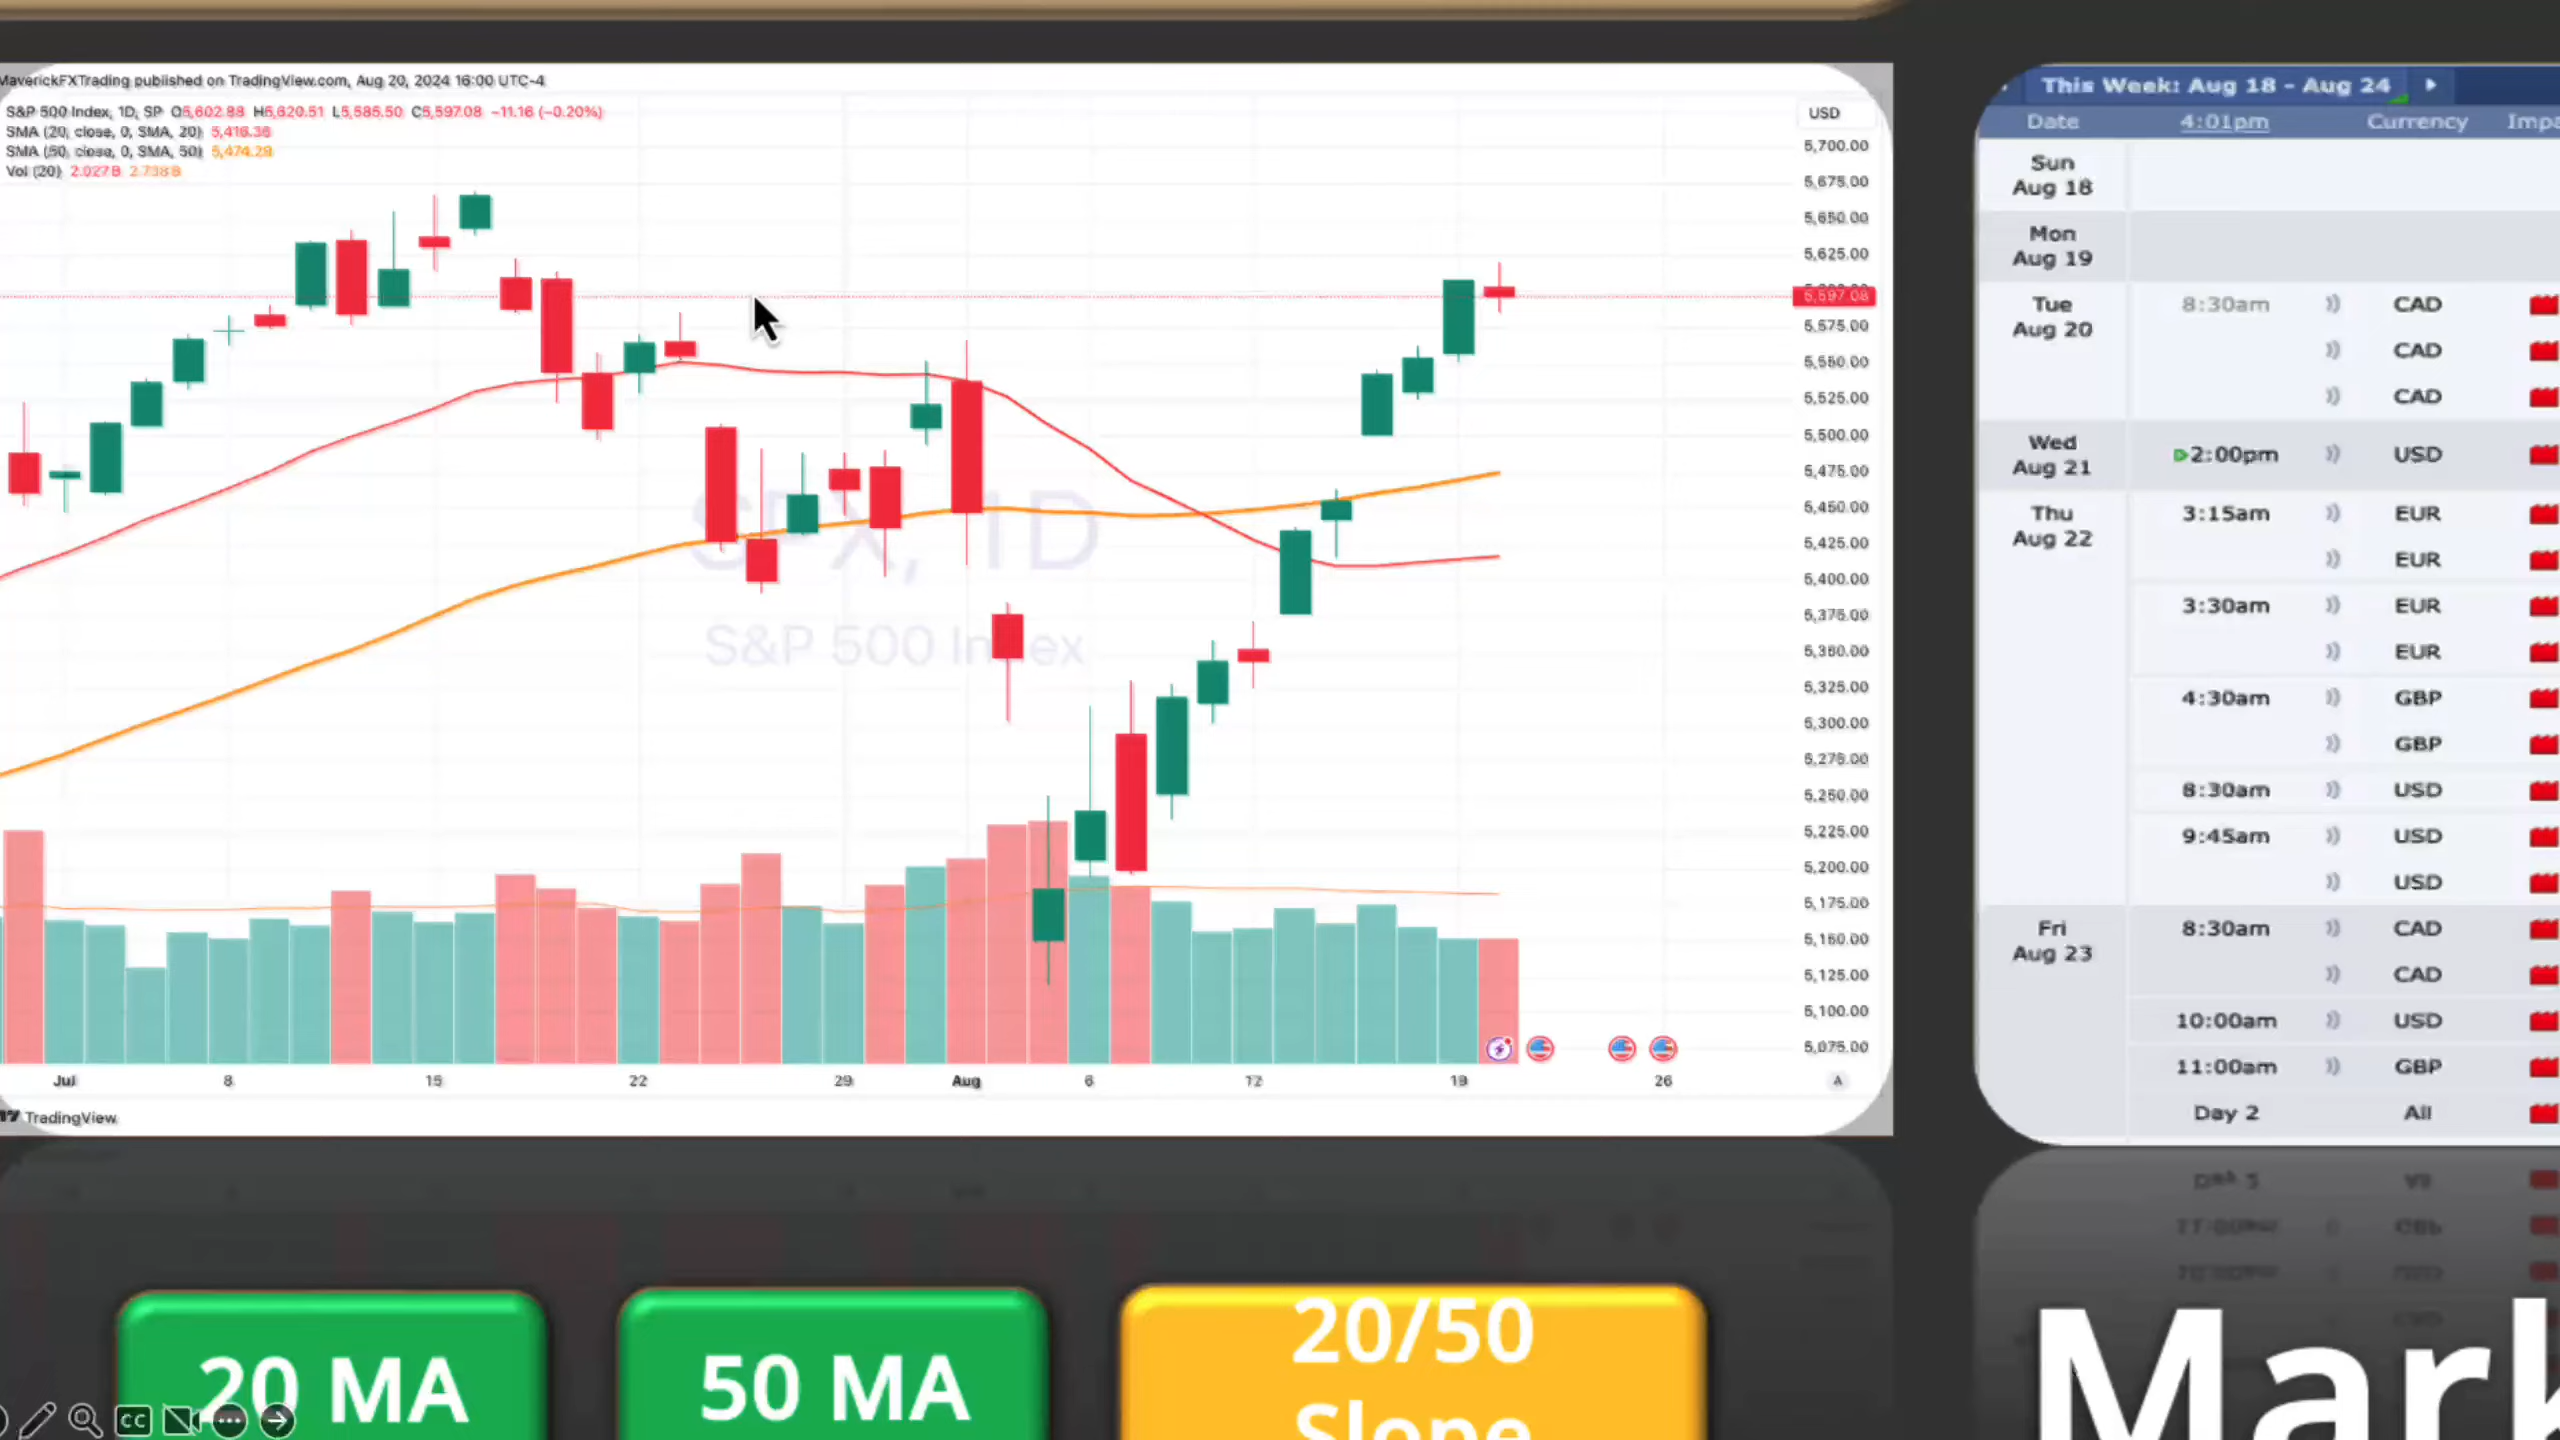 MaverickFXTrading published on TradingView.com, Aug 20, 2024 16:00 UTC-4
S&P 500 Index, 1D, SP O5,602.88 H5,620.51 L5,585.50 C5,597.08 −11.16 (−0.20%)
SMA (20, close, 0, SMA, 20) 5,416.36
SMA (50, close, 0, SMA, 50) 5,474.28
Vol (20) 2.027B 2.738B
USD
5,700.00
5,675.00
5,650.00
5,625.00
5,597.08
5,575.00
5,550.00
5,525.00
5,500.00
5,475.00
5,450.00
5,425.00
5,400.00
5,375.00
5,350.00
5,325.00
5,300.00
5,275.00
5,250.00
5,225.00
5,200.00
5,175.00
5,150.00
5,125.00
5,100.00
5,075.00
SPX, 1D
S&P 500 Index
Jul 8 15 22 29 Aug 6 12 19 26 A
TradingView
This Week: Aug 18 - Aug 24
Date 4:01pm Currency
Sun
Aug 18
Mon
Aug 19
Tue 8:30am CAD
Aug 20
CAD
CAD
Wed
Aug 21 2:00pm USD
Thu 3:15am EUR
Aug 22
EUR
3:30am EUR
EUR
4:30am GBP
GBP
8:30am USD
9:45am USD
USD
Fri 8:30am CAD
Aug 23
CAD
10:00am USD
11:00am GBP
Day 2 All
20 MA
50 MA
20/50
Slope
Mark
CC